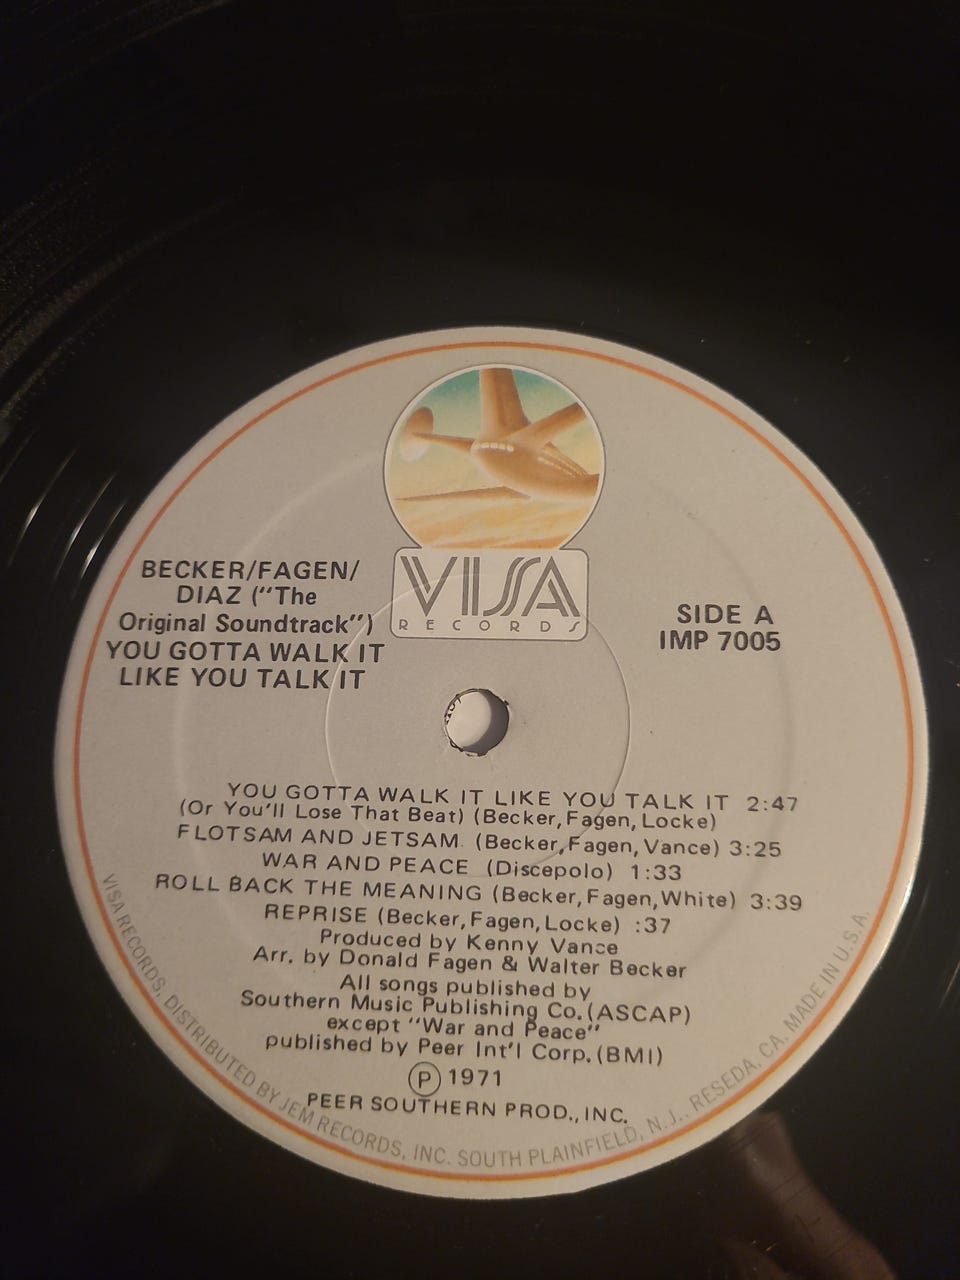 VISA
RECORDS
BECKER/FAGEN/
DIAZ ("The
Original Soundtrack")
YOU GOTTA WALK IT
LIKE YOU TALK IT
SIDE A
IMP 7005
YOU GOTTA WALK IT LIKE YOU TALK IT 2:47
(Or You'll Lose That Beat) (Becker, Fagen, Locke)
FLOTSAM AND JETSAM (Becker, Fagen, Vance) 3:25
WAR AND PEACE (Discepolo) 1:33
ROLL BACK THE MEANING (Becker, Fagen, White) 3:39
REPRISE (Becker, Fagen, Locke) :37
Produced by Kenny Vance
Arr. by Donald Fagen & Walter Becker
All songs published by
Southern Music Publishing Co. (ASCAP)
except "War and Peace"
published by Peer Int'l Corp. (BMI)
Ⓟ 1971
PEER SOUTHERN PROD., INC.
VISA RECORDS, DISTRIBUTED BY JEM RECORDS, INC. SOUTH PLAINFIELD, N.J., RESEDA, CA. MADE IN U.S.A.